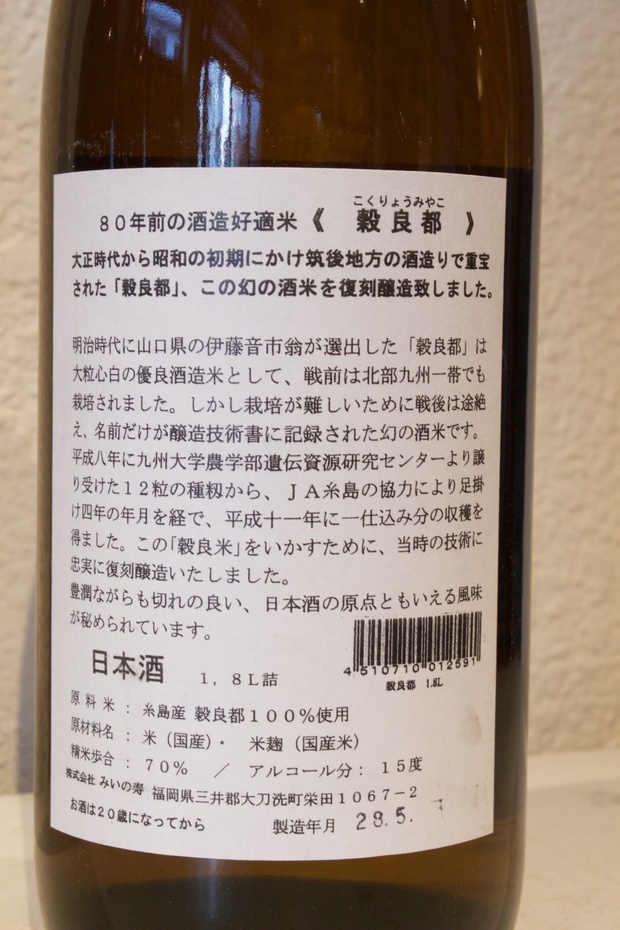 こくりょうみやこ
80年前の酒造好適米《 穀良都 》
大正時代から昭和の初期にかけ筑後地方の酒造りで重宝
された「穀良都」、この幻の酒米を復刻醸造致しました。
明治時代に山口県の伊藤音市翁が選出した「穀良都」は
大粒心白の優良酒造米として、戦前は北部九州一帯でも
栽培されました。しかし栽培が難しいために戦後は途絶
え、名前だけが醸造技術書に記録された幻の酒米です。
平成八年に九州大学農学部遺伝資源研究センターより譲
り受けた12粒の種籾から、JA糸島の協力により足掛
け四年の年月を経で、平成十一年に一仕込み分の収穫を
得ました。この「穀良米」をいかすために、当時の技術に
忠実に復刻醸造いたしました。
豊潤ながらも切れの良い、日本酒の原点ともいえる風味
が秘められています。
4 510710 012691
穀良都 1.8L
日本酒 1,8L詰
原料米：糸島産 穀良都100％使用
原材料名：米（国産）・ 米麹（国産米）
精米歩合：70％ ／ アルコール分：15度
株式会社 みいの寿 福岡県三井郡大刀洗町栄田1067－2
お酒は20歳になってから 製造年月 28.5.